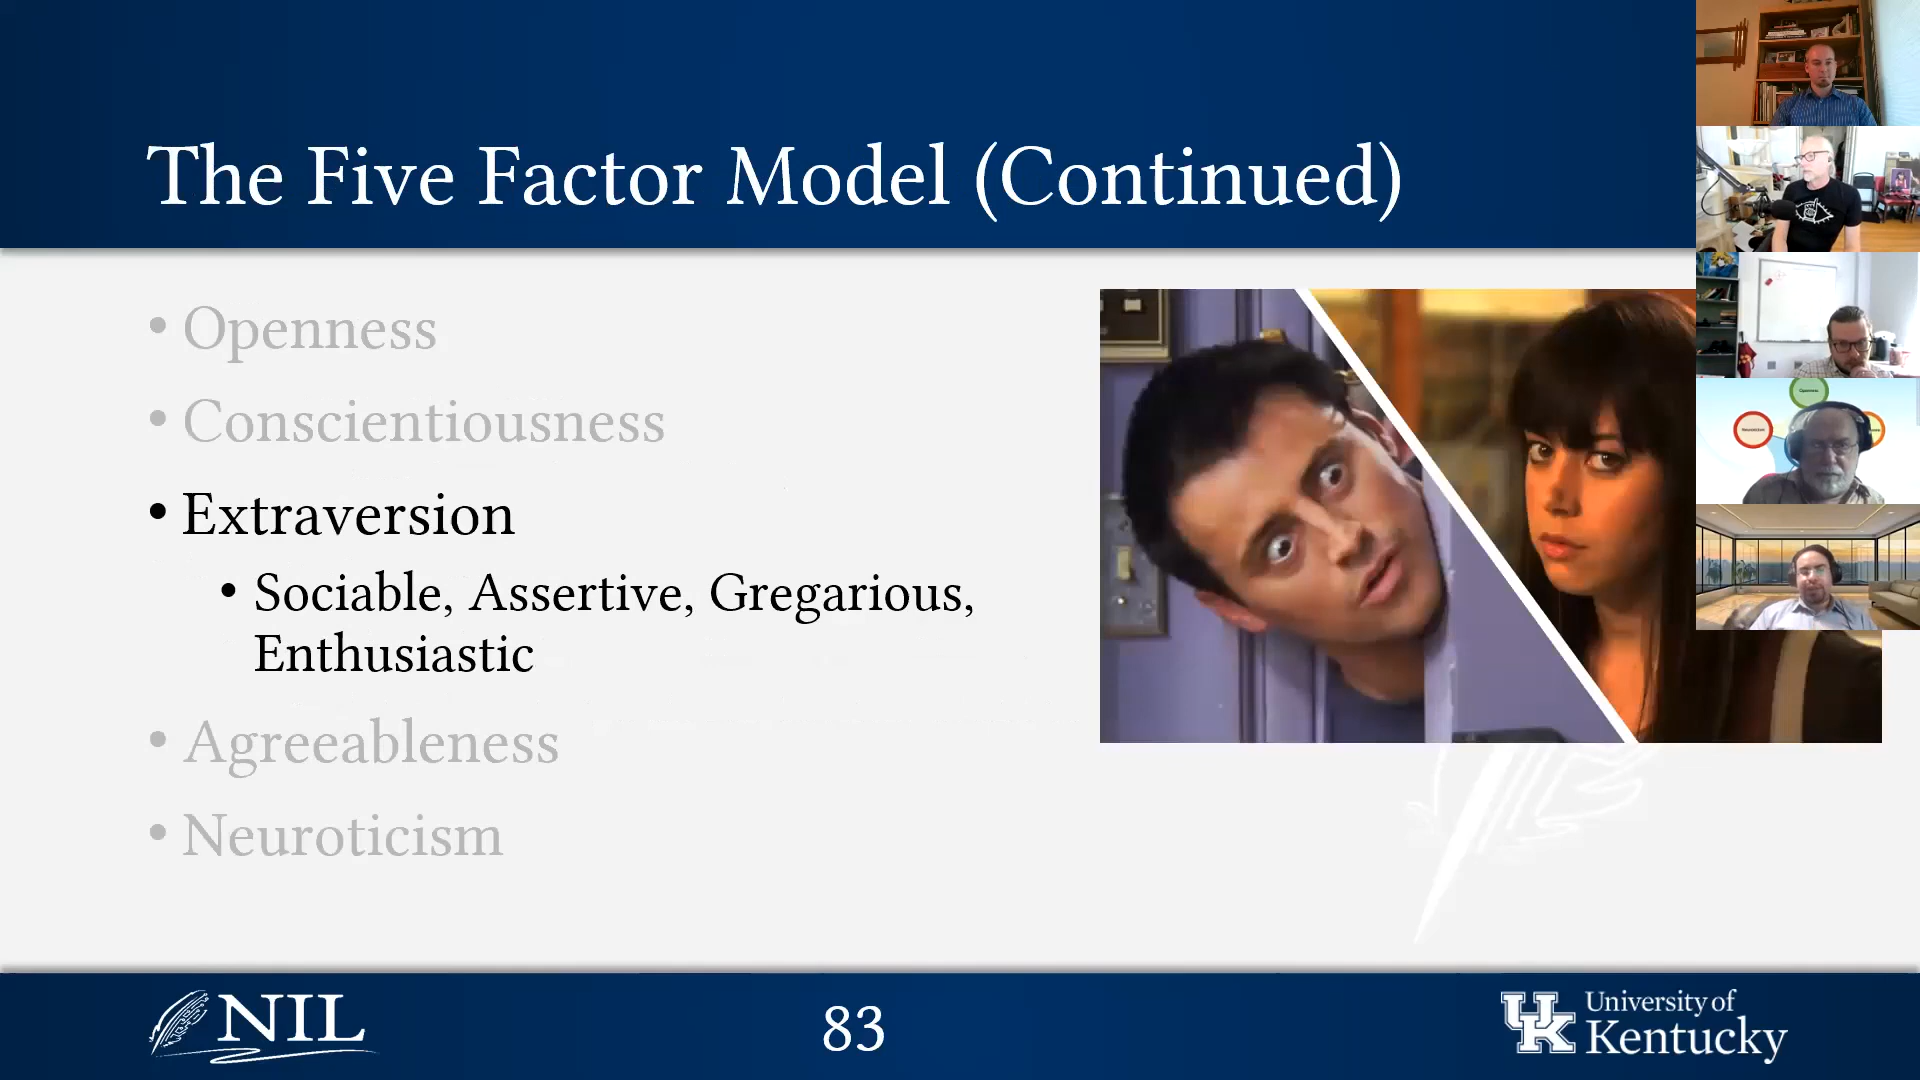 The Five Factor Model (Continued)
• Openness
• Conscientiousness
• Extraversion
• Sociable, Assertive, Gregarious,
Enthusiastic
• Agreeableness
• Neuroticism
NIL
83
UK
University of
Kentucky